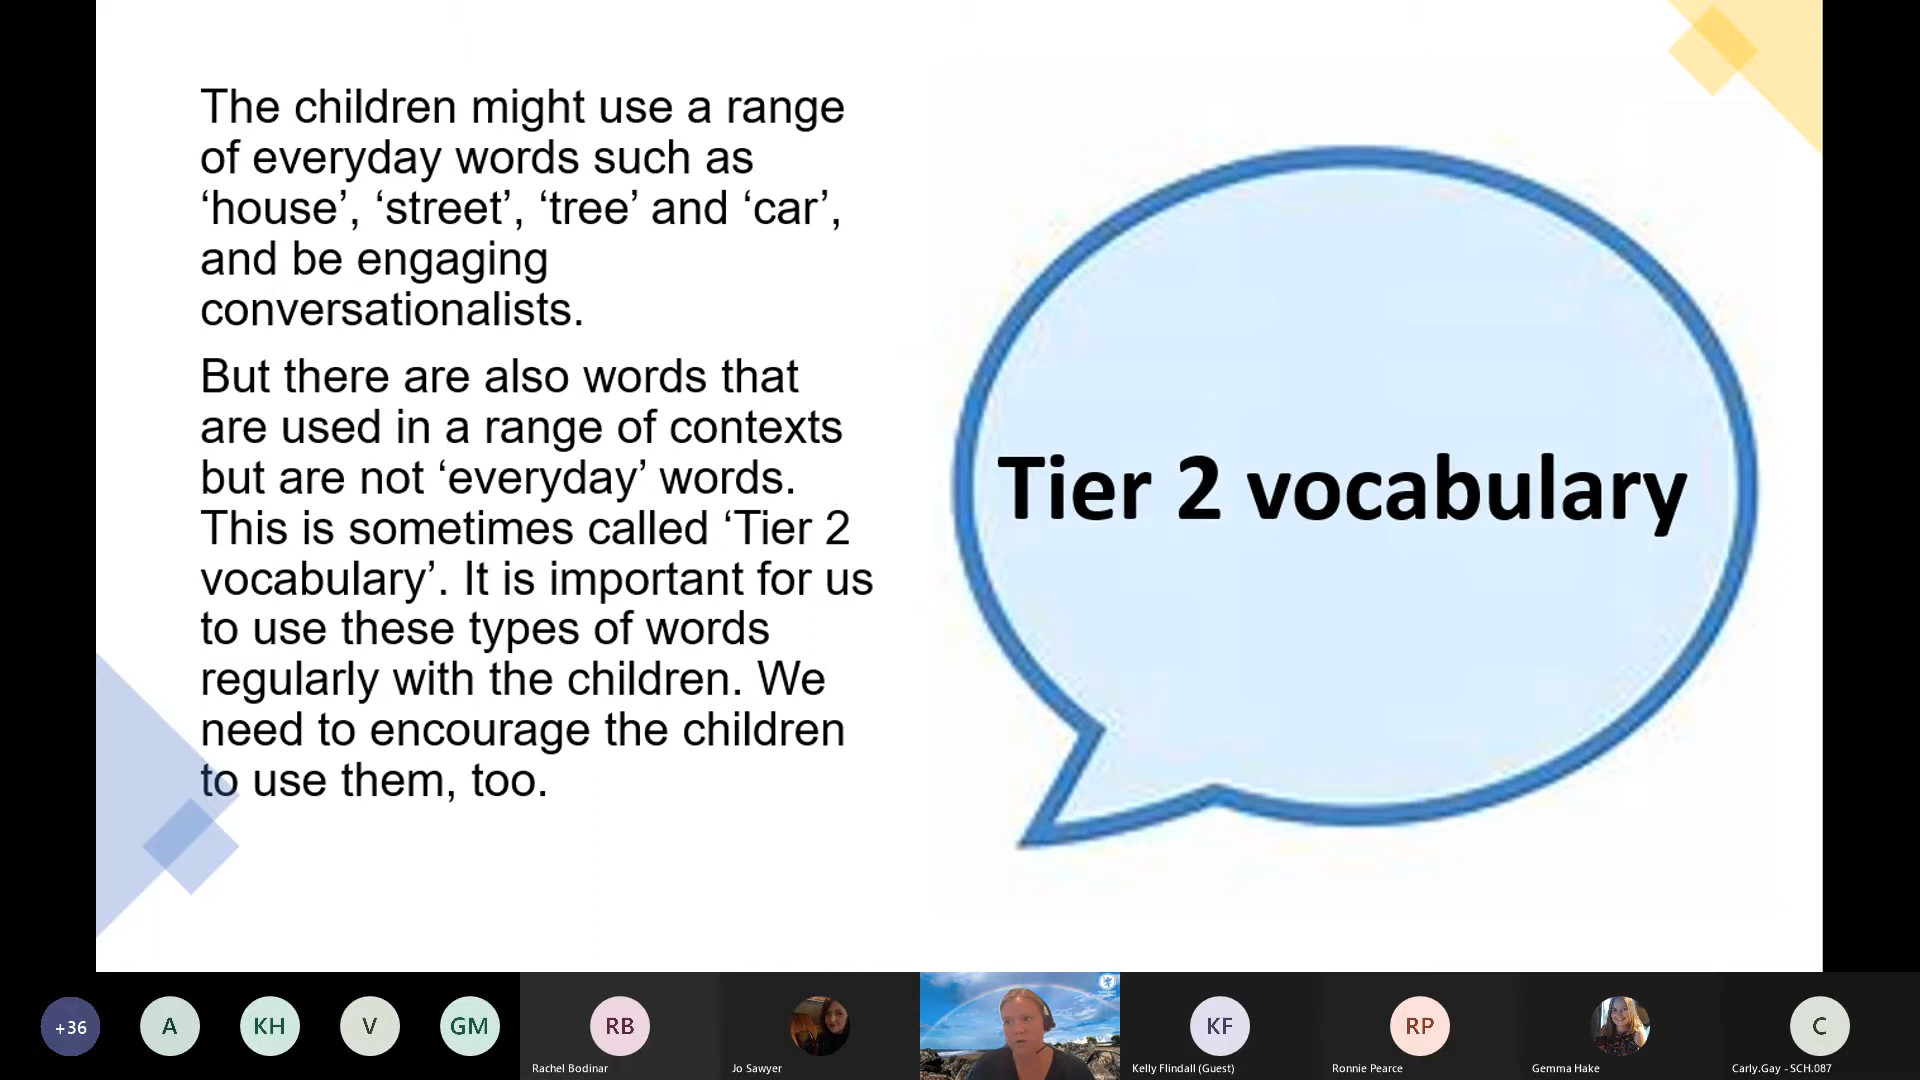 The children might use a range
of everyday words such as
‘house’, ‘street’, ‘tree’ and ‘car’,
and be engaging
conversationalists.
But there are also words that
are used in a range of contexts
but are not ‘everyday’ words.
This is sometimes called ‘Tier 2
vocabulary’. It is important for us
to use these types of words
regularly with the children. We
need to encourage the children
to use them, too.
Tier 2 vocabulary
+36
A
KH
V
GM
RB
Rachel Bodinar
Jo Sawyer
KF
Kelly Flindall (Guest)
RP
Ronnie Pearce
Gemma Hake
C
Carly.Gay - SCH.087